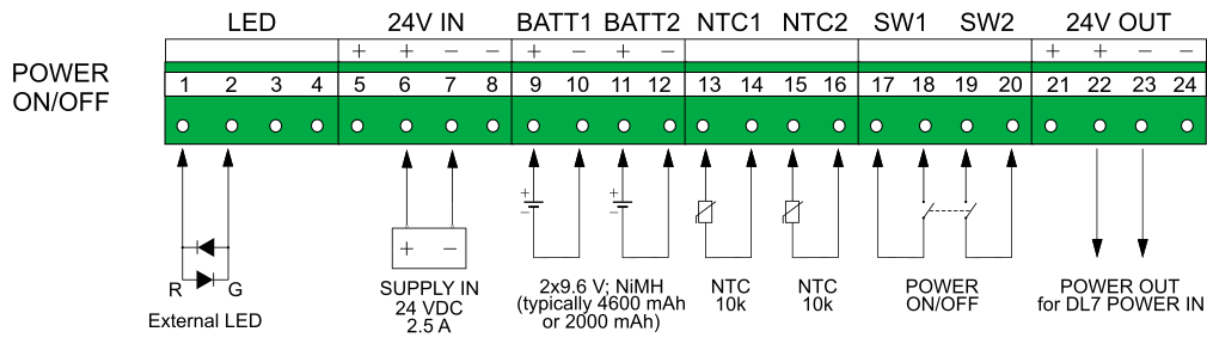 LED 24V IN BATT1 BATT2 NTC1 NTC2 SW1 SW2 24V OUT
+ + − − + − + − + + − −
POWER
ON/OFF
1 2 3 4 5 6 7 8 9 10 11 12 13 14 15 16 17 18 19 20 21 22 23 24
+ − + −
+ −
R G
External LED
SUPPLY IN
24 VDC
2.5 A
2x9.6 V; NiMH
(typically 4600 mAh
or 2000 mAh)
NTC
10k
NTC
10k
POWER
ON/OFF
POWER OUT
for DL7 POWER IN